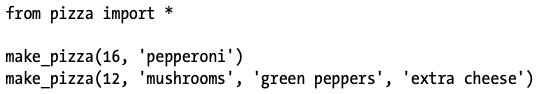 from pizza import *

make_pizza(16, 'pepperoni')
make_pizza(12, 'mushrooms', 'green peppers', 'extra cheese')